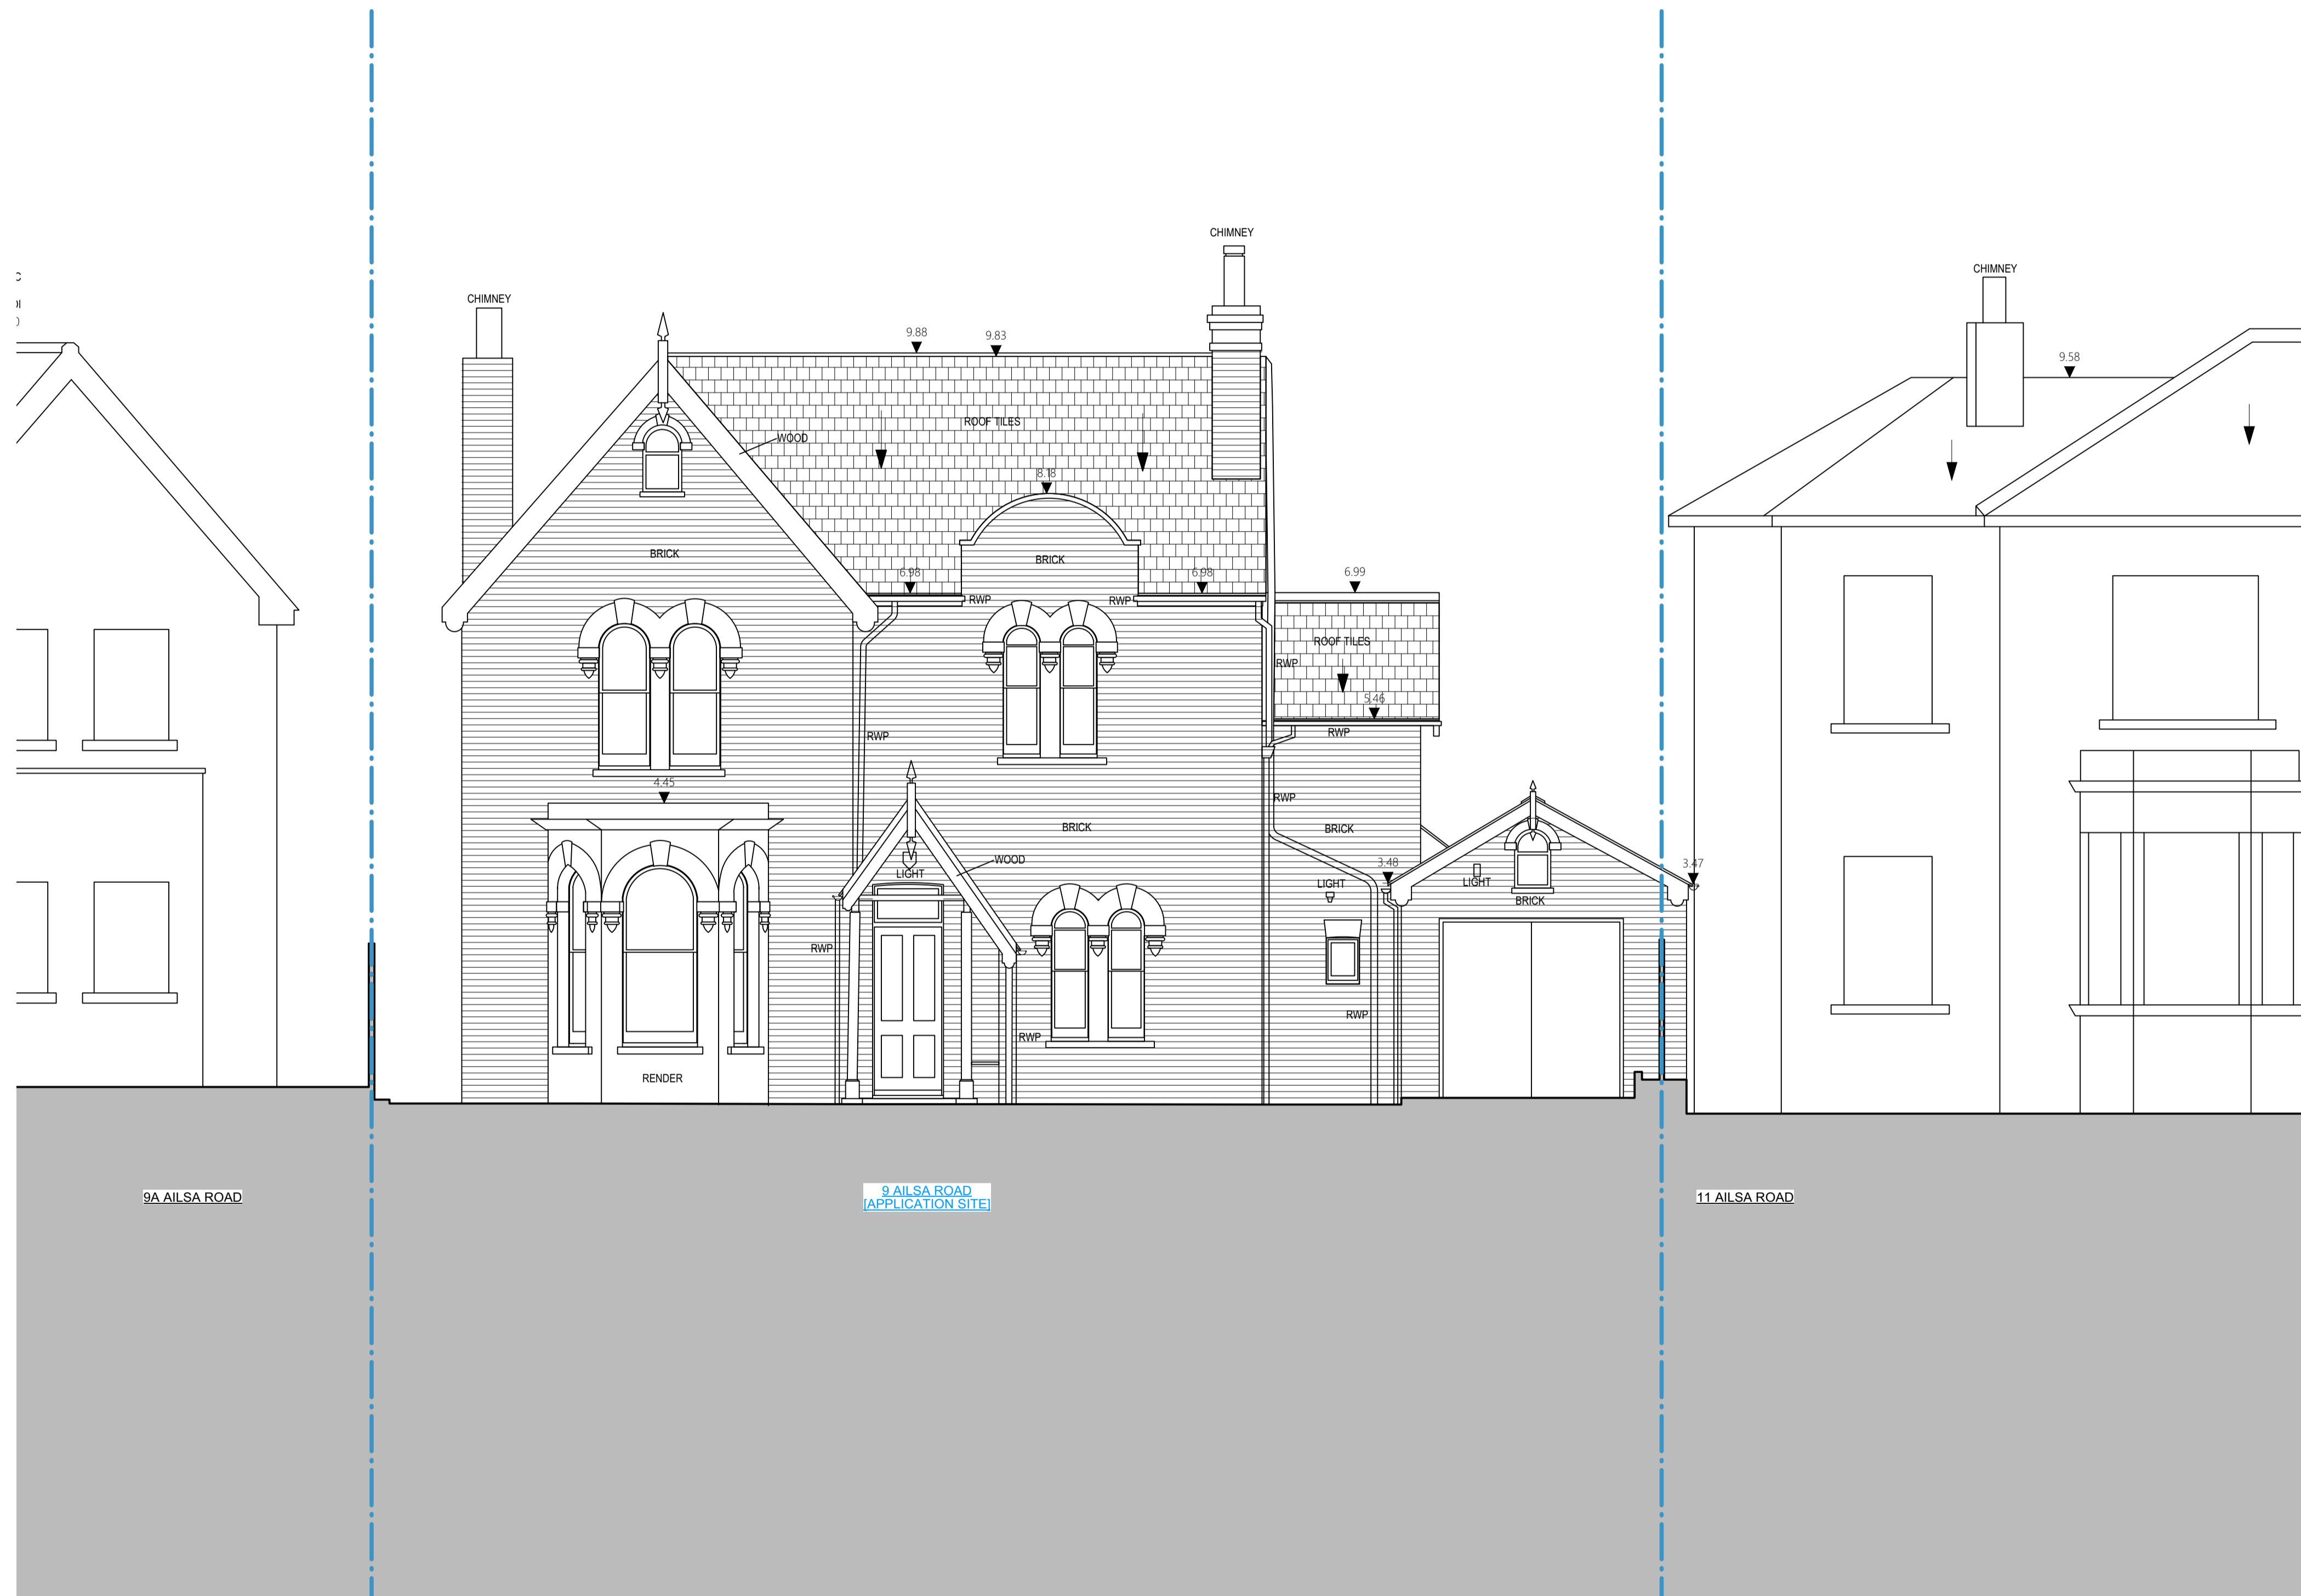 CHIMNEY
CHIMNEY
CHIMNEY
9.88
9.83
9.58
ROOF TILES
WOOD
8.18
BRICK
BRICK
6.98
6.98
6.99
RWP
RWP
ROOF TILES
RWP
5.46
RWP
RWP
4.45
RWP
BRICK
BRICK
WOOD
3.48
3.47
LIGHT
LIGHT
LIGHT
BRICK
RWP
RWP
RWP
RENDER
9A AILSA ROAD
9 AILSA ROAD
[APPLICATION SITE]
11 AILSA ROAD